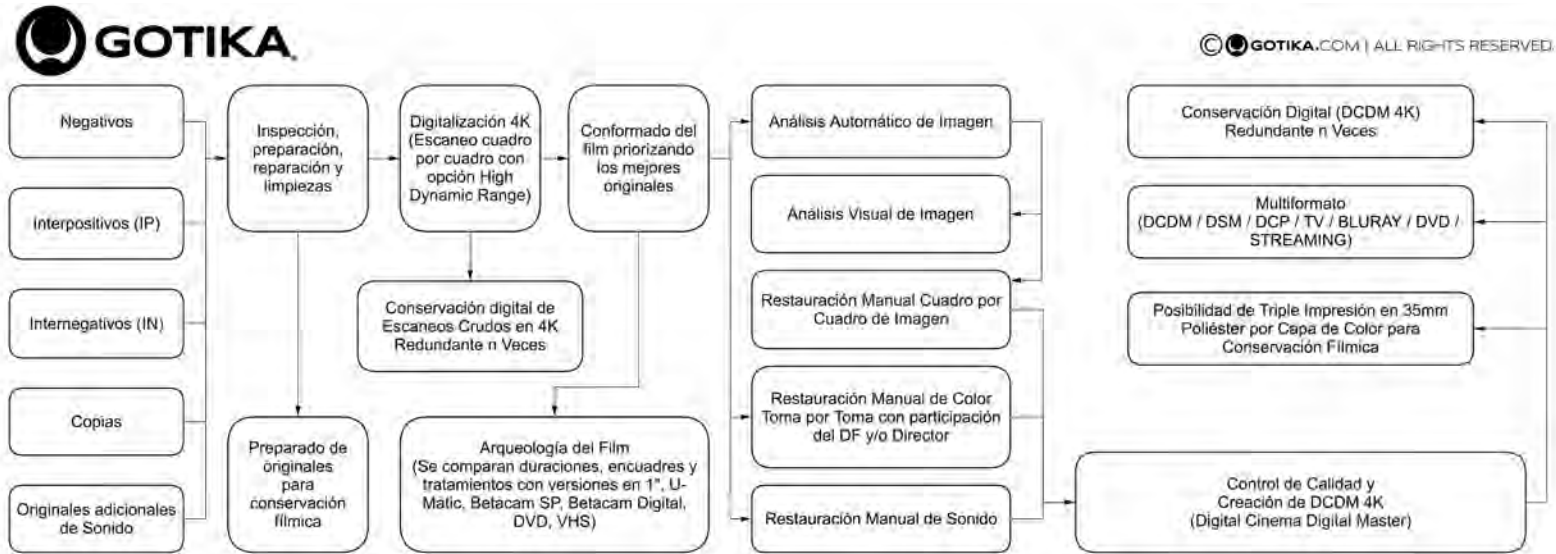 GOTIKA
© GOTIKA.COM | ALL RIGHTS RESERVED.
Negativos
Interpositivos (IP)
Internegativos (IN)
Copias
Originales adicionales
de Sonido
Inspección,
preparación,
reparación y
limpiezas
Preparado de
originales
para
conservación
fílmica
Digitalización 4K
(Escaneo cuadro
por cuadro con
opción High
Dynamic Range)
Conservación digital de
Escaneos Crudos en 4K
Redundante n Veces
Conformado del
film priorizando
los mejores
originales
Arqueología del Film
(Se comparan duraciones, encuadres y
tratamientos con versiones en 1", U-
Matic, Betacam SP, Betacam Digital,
DVD, VHS)
Análisis Automático de Imagen
Análisis Visual de Imagen
Restauración Manual Cuadro por
Cuadro de Imagen
Restauración Manual de Color
Toma por Toma con participación
del DF y/o Director
Restauración Manual de Sonido
Control de Calidad y
Creación de DCDM 4K
(Digital Cinema Digital Master)
Conservación Digital (DCDM 4K)
Redundante n Veces
Multiformato
(DCDM / DSM / DCP / TV / BLURAY / DVD /
STREAMING)
Posibilidad de Triple Impresión en 35mm
Poliéster por Capa de Color para
Conservación Fílmica